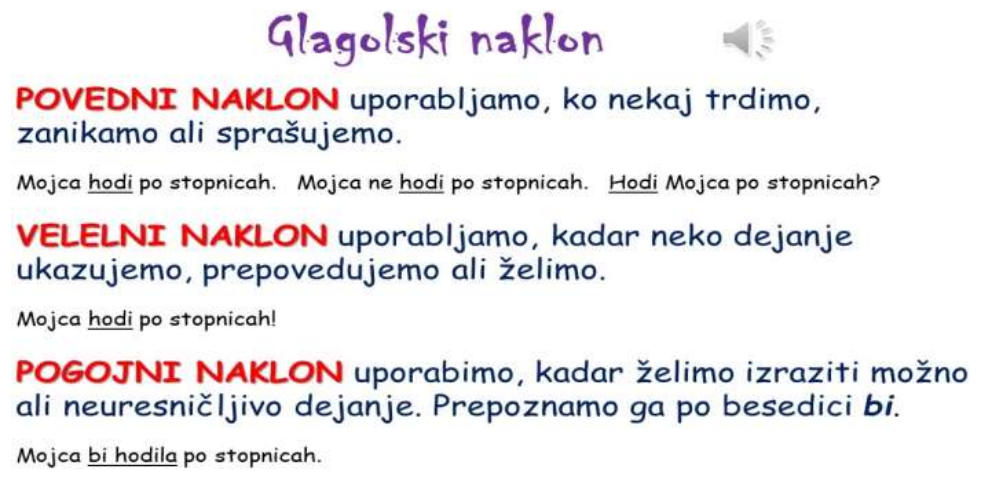 Glagolski naklon
POVEDNI NAKLON uporabljamo, ko nekaj trdimo,
zanikamo ali sprašujemo.
Mojca hodi po stopnicah. Mojca ne hodi po stopnicah. Hodi Mojca po stopnicah?
VELELNI NAKLON uporabljamo, kadar neko dejanje
ukazujemo, prepovedujemo ali želimo.
Mojca hodi po stopnicah!
POGOJNI NAKLON uporabimo, kadar želimo izraziti možno
ali neuresničljivo dejanje. Prepoznamo ga po besedici bi.
Mojca bi hodila po stopnicah.